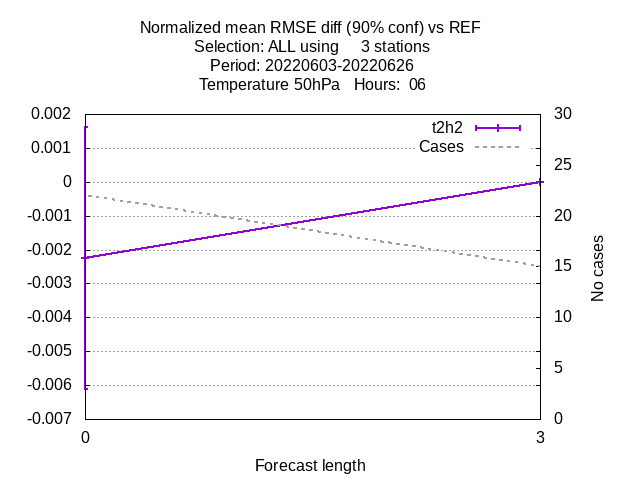 Normalized mean RMSE diff (90% conf) vs REF
Selection: ALL using     3 stations
Period: 20220603-20220626
Temperature 50hPa   Hours:  06
t2h2
Cases
0.002
0.001
0
-0.001
-0.002
-0.003
-0.004
-0.005
-0.006
-0.007
30
25
20
15
10
5
0
No cases
0
3
Forecast length